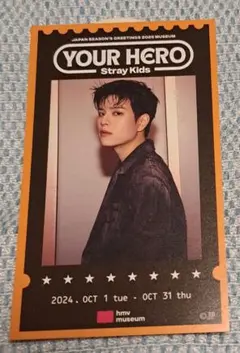 JAPAN SEASON'S GREETINGS 2025 MUSEUM
YOUR HERO
Stray Kids
2024. OCT 1 tue - OCT 31 thu
hmv
museum